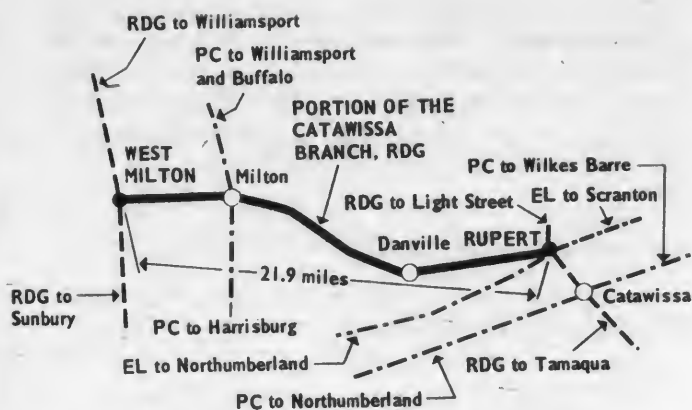 RDG to Williamsport
PC to Williamsport
and Buffalo
PORTION OF THE
CATAWISSA
BRANCH, RDG
WEST
MILTON
Milton
PC to Wilkes Barre
RDG to Light Street
EL to Scranton
Danville
RUPERT
21.9 miles
Catawissa
RDG to
Sunbury
PC to Harrisburg
EL to Northumberland
RDG to Tamaqua
PC to Northumberland